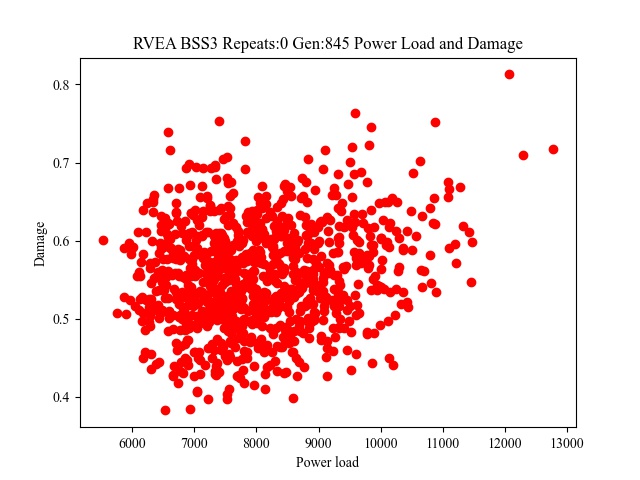 RVEA BSS3 Repeats:0 Gen:845 Power Load and Damage
0.8
0.7
0.6
0.5
0.4
Damage
6000 7000 8000 9000 10000 11000 12000 13000
Power load